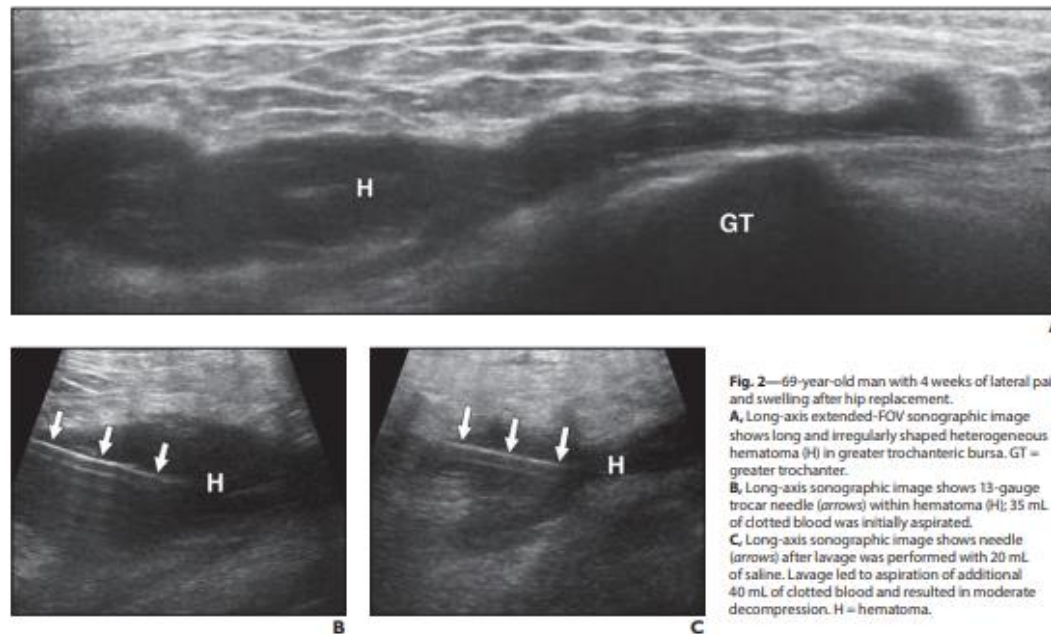 H
GT
H
B
H
C
Fig. 2—69-year-old man with 4 weeks of lateral pai
and swelling after hip replacement.
A, Long-axis extended-FOV sonographic image
shows long and irregularly shaped heterogeneous
hematoma (H) in greater trochanteric bursa. GT =
greater trochanter.
B, Long-axis sonographic image shows 13-gauge
trocar needle (arrows) within hematoma (H); 35 mL
of clotted blood was initially aspirated.
C, Long-axis sonographic image shows needle
(arrows) after lavage was performed with 20 mL
of saline. Lavage led to aspiration of additional
40 mL of clotted blood and resulted in moderate
decompression. H = hematoma.